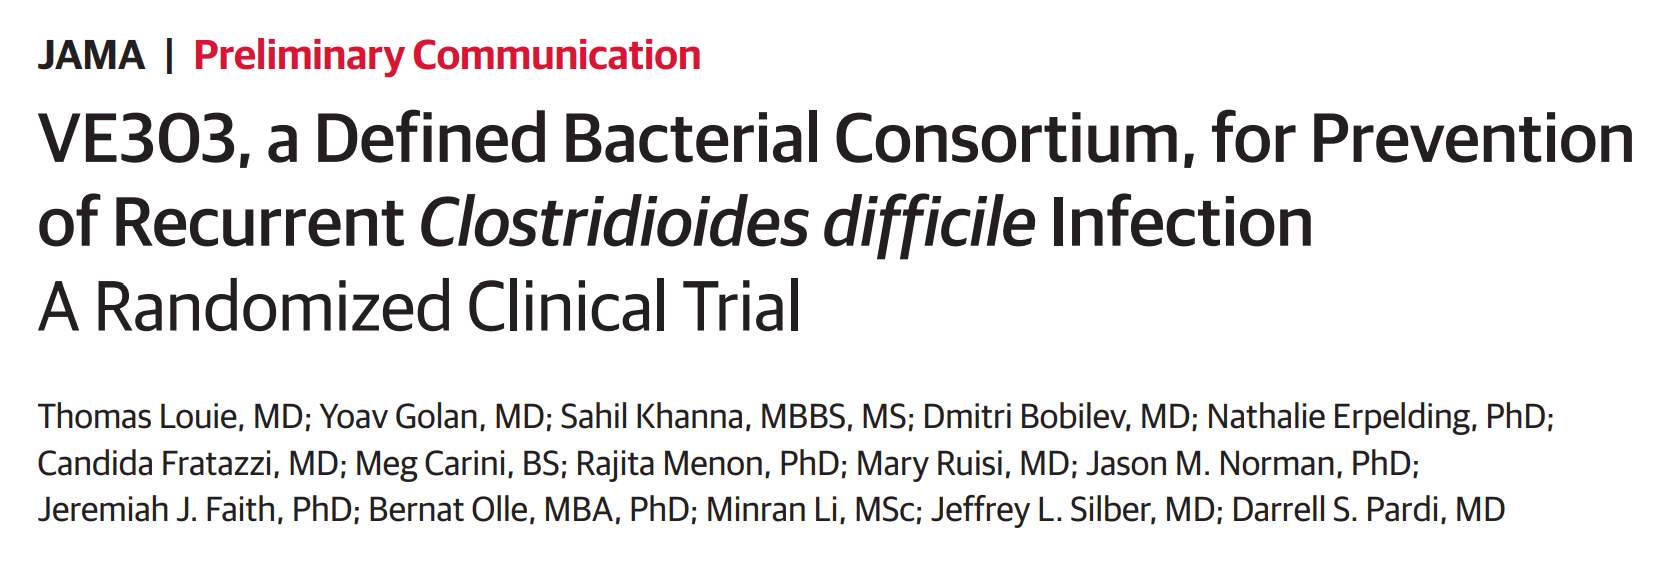 JAMA | Preliminary Communication
VE303, a Defined Bacterial Consortium, for Prevention
of Recurrent Clostridioides difficile Infection
A Randomized Clinical Trial
Thomas Louie, MD; Yoav Golan, MD; Sahil Khanna, MBBS, MS; Dmitri Bobilev, MD; Nathalie Erpelding, PhD;
Candida Fratazzi, MD; Meg Carini, BS; Rajita Menon, PhD; Mary Ruisi, MD; Jason M. Norman, PhD;
Jeremiah J. Faith, PhD; Bernat Olle, MBA, PhD; Minran Li, MSc; Jeffrey L. Silber, MD; Darrell S. Pardi, MD